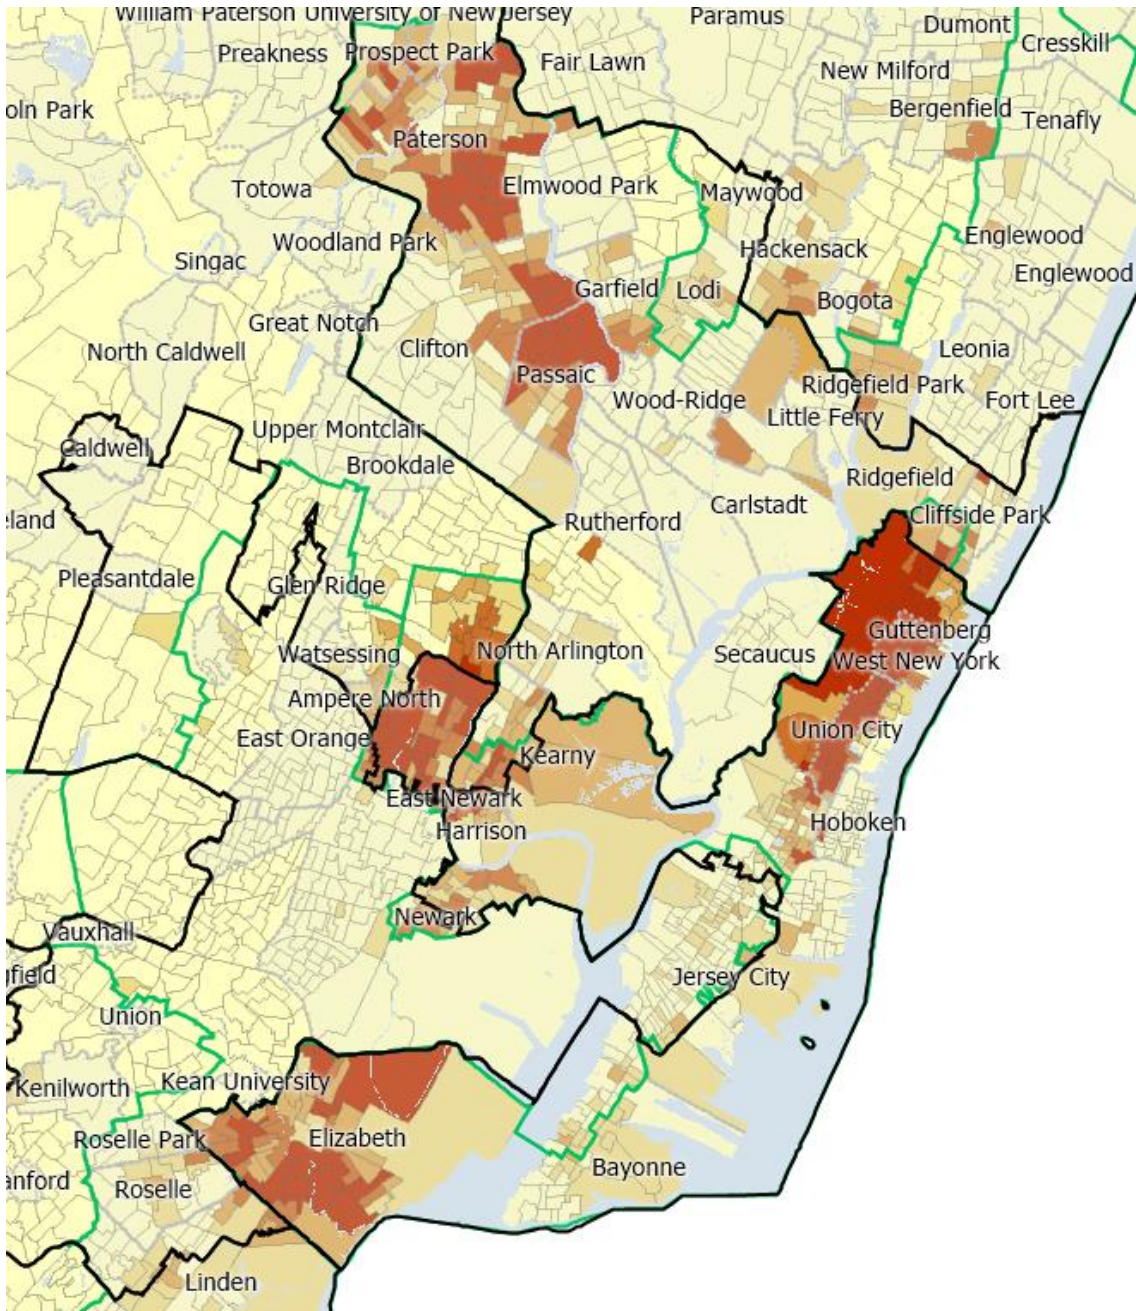 William Paterson University of New Jersey
Paramus
Dumont
Preakness
Prospect Park
Fair Lawn
Cresskill
New Milford
oln Park
Bergenfield
Tenafly
Paterson
Totowa
Elmwood Park
Maywood
Woodland Park
Hackensack
Englewood
Singac
Englewood
Garfield
Lodi
Bogota
Great Notch
North Caldwell
Clifton
Leonia
Passaic
Ridgefield Park
Wood-Ridge
Fort Lee
Little Ferry
Upper Montclair
Caldwell
Brookdale
Ridgefield
Carlstadt
eland
Rutherford
Cliffside Park
Pleasantdale
Glen Ridge
Guttenberg
Watsessing
North Arlington
Secaucus
West New York
Ampere North
Union City
East Orange
Kearny
East Newark
Harrison
Hoboken
Newark
Vauxhall
gfield
Jersey City
Union
Kenilworth
Kean University
Roselle Park
Elizabeth
Bayonne
anford
Roselle
Linden